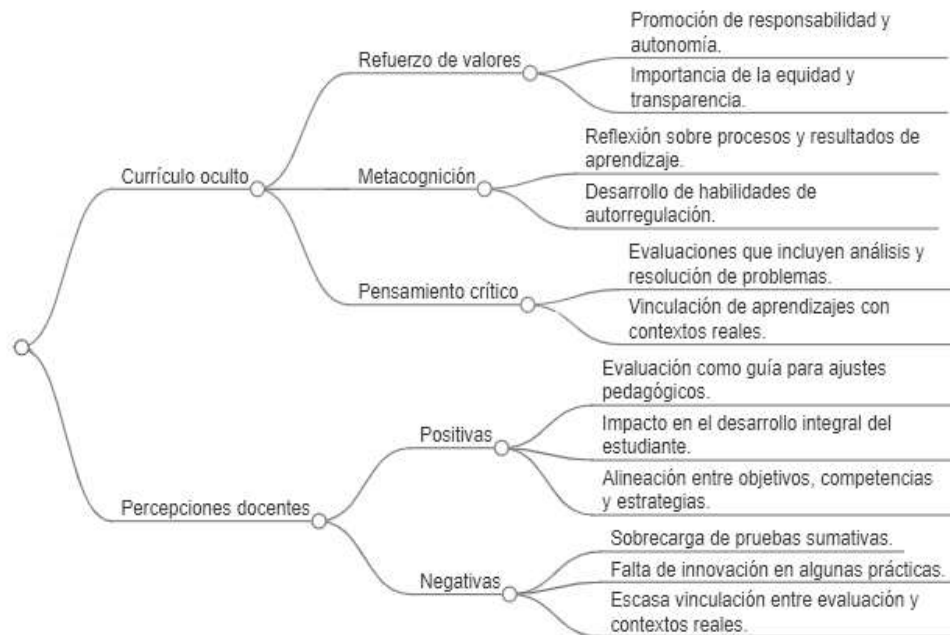 Currículo oculto
Refuerzo de valores
Promoción de responsabilidad y
autonomía.
Importancia de la equidad y
transparencia.
Metacognición
Reflexión sobre procesos y resultados de
aprendizaje.
Desarrollo de habilidades de
autorregulación.
Pensamiento crítico
Evaluaciones que incluyen análisis y
resolución de problemas.
Vinculación de aprendizajes con
contextos reales.
Percepciones docentes
Positivas
Evaluación como guía para ajustes
pedagógicos.
Impacto en el desarrollo integral del
estudiante.
Alineación entre objetivos, competencias
y estrategias.
Negativas
Sobrecarga de pruebas sumativas.
Falta de innovación en algunas prácticas.
Escasa vinculación entre evaluación y
contextos reales.